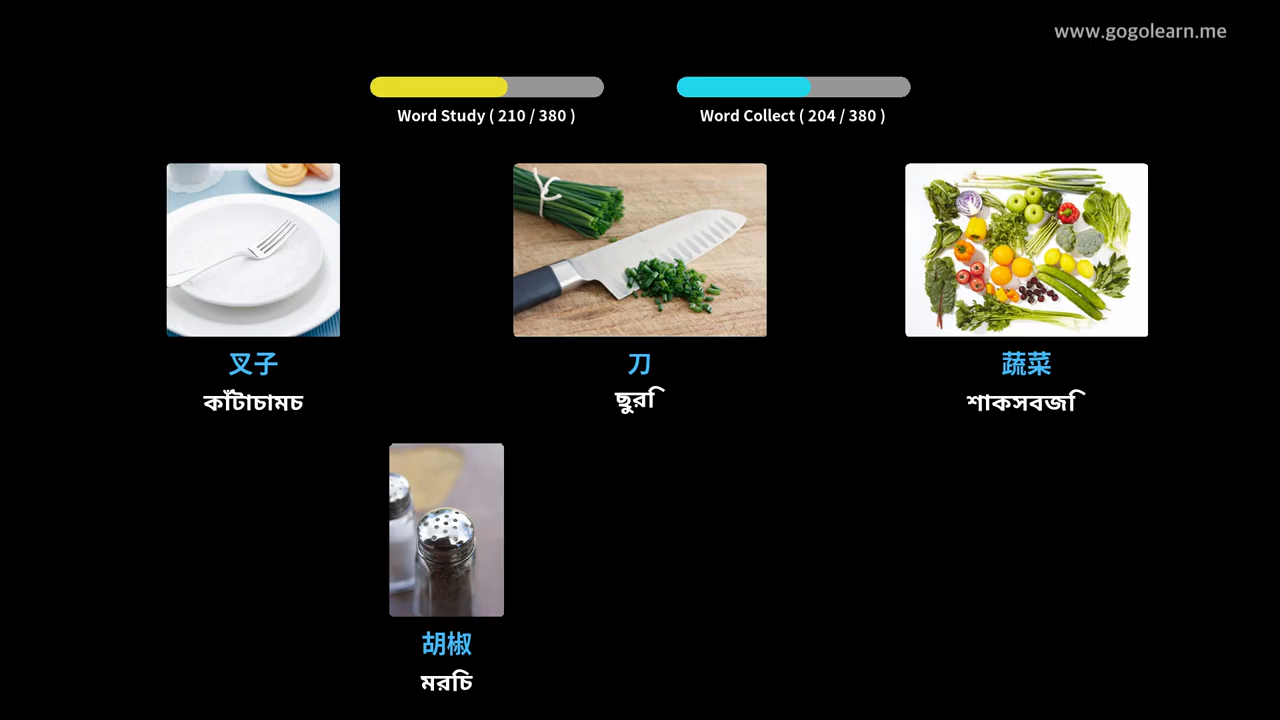 www.gogolearn.me
Word Study ( 210 / 380 )
Word Collect ( 204 / 380 )
叉子
刀
蔬菜
কাঁটাচামচ
ছুরি
শাকসবজি
胡椒
মরিচ